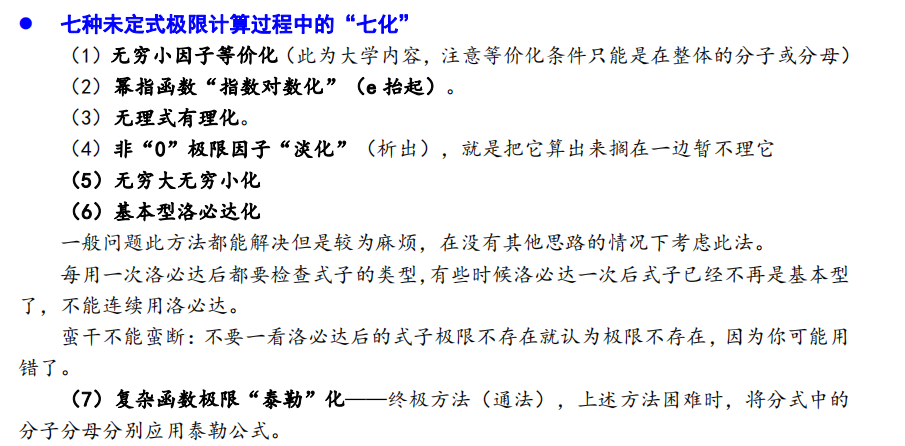 ● 七种未定式极限计算过程中的“七化”
（1）无穷小因子等价化（此为大学内容，注意等价化条件只能是在整体的分子或分母）
（2）幂指函数“指数对数化”（e 抬起）。
（3）无理式有理化。
（4）非“0”极限因子“淡化”（析出），就是把它算出来搁在一边暂不理它
（5）无穷大无穷小化
（6）基本型洛必达化
一般问题此方法都能解决但是较为麻烦，在没有其他思路的情况下考虑此法。
每用一次洛必达后都要检查式子的类型,有些时候洛必达一次后式子已经不再是基本型
了，不能连续用洛必达。
蛮干不能蛮断：不要一看洛必达后的式子极限不存在就认为极限不存在，因为你可能用
错了。
（7）复杂函数极限“泰勒”化——终极方法（通法），上述方法困难时，将分式中的
分子分母分别应用泰勒公式。